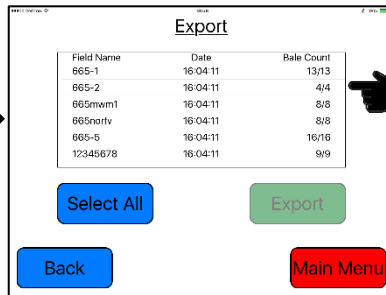 Export
Field Name Date Bale Count
665-1 16:04:11 13/13
665-2 16:04:11 4/4
665mwm1 16:04:11 8/8
665norfv 16:04:11 8/8
665-5 16:04:11 16/16
12345678 16:04:11 9/9
Select All Export
Back Main Menu